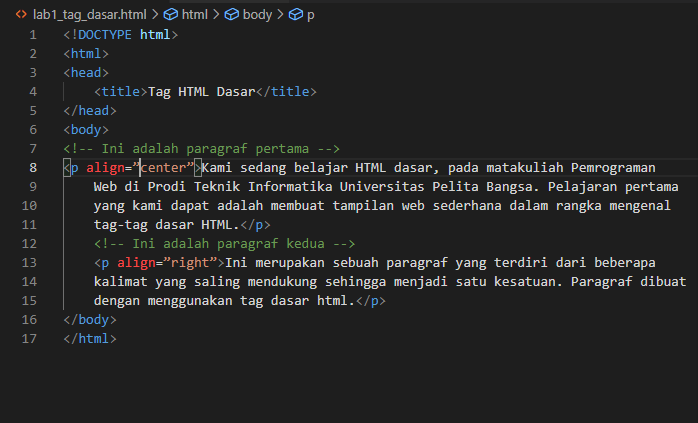 lab1_tag_dasar.html > html > body > p
1 <!DOCTYPE html>
2 <html>
3 <head>
4 <title>Tag HTML Dasar</title>
5 </head>
6 <body>
7 <!-- Ini adalah paragraf pertama -->
8 <p align=”center”>Kami sedang belajar HTML dasar, pada matakuliah Pemrograman
9 Web di Prodi Teknik Informatika Universitas Pelita Bangsa. Pelajaran pertama
10 yang kami dapat adalah membuat tampilan web sederhana dalam rangka mengenal
11 tag-tag dasar HTML.</p>
12 <!-- Ini adalah paragraf kedua -->
13 <p align=”right”>Ini merupakan sebuah paragraf yang terdiri dari beberapa
14 kalimat yang saling mendukung sehingga menjadi satu kesatuan. Paragraf dibuat
15 dengan menggunakan tag dasar html.</p>
16 </body>
17 </html>